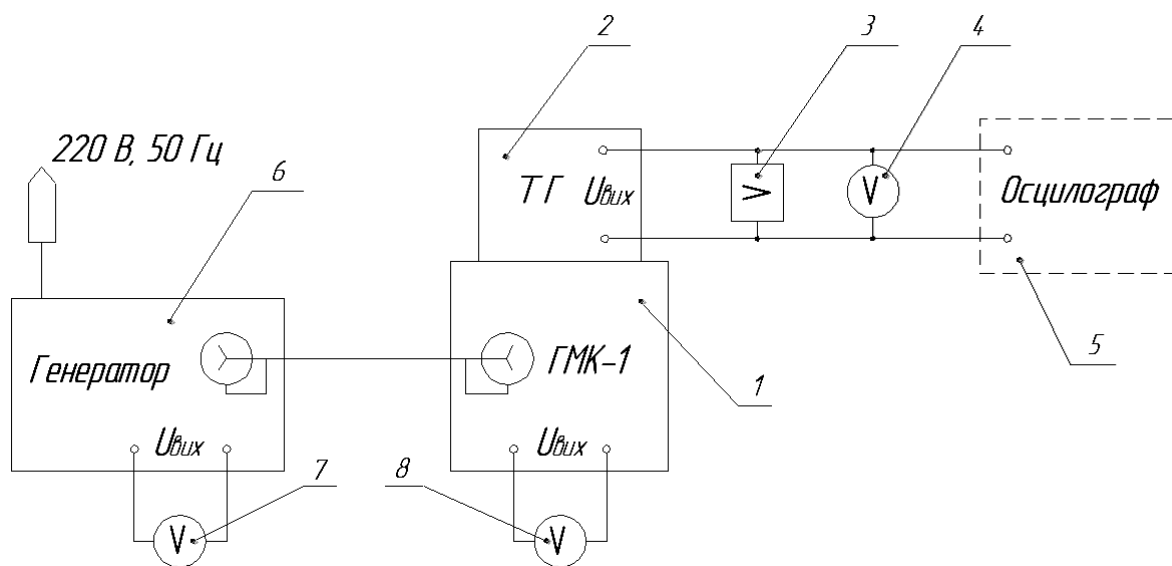 2
3
4
220 В, 50 Гц
6
ТГ Uвих
V
V
Осцилограф
Генератор
ГМК-1
5
1
Uвих
Uвих
7
8
V
V